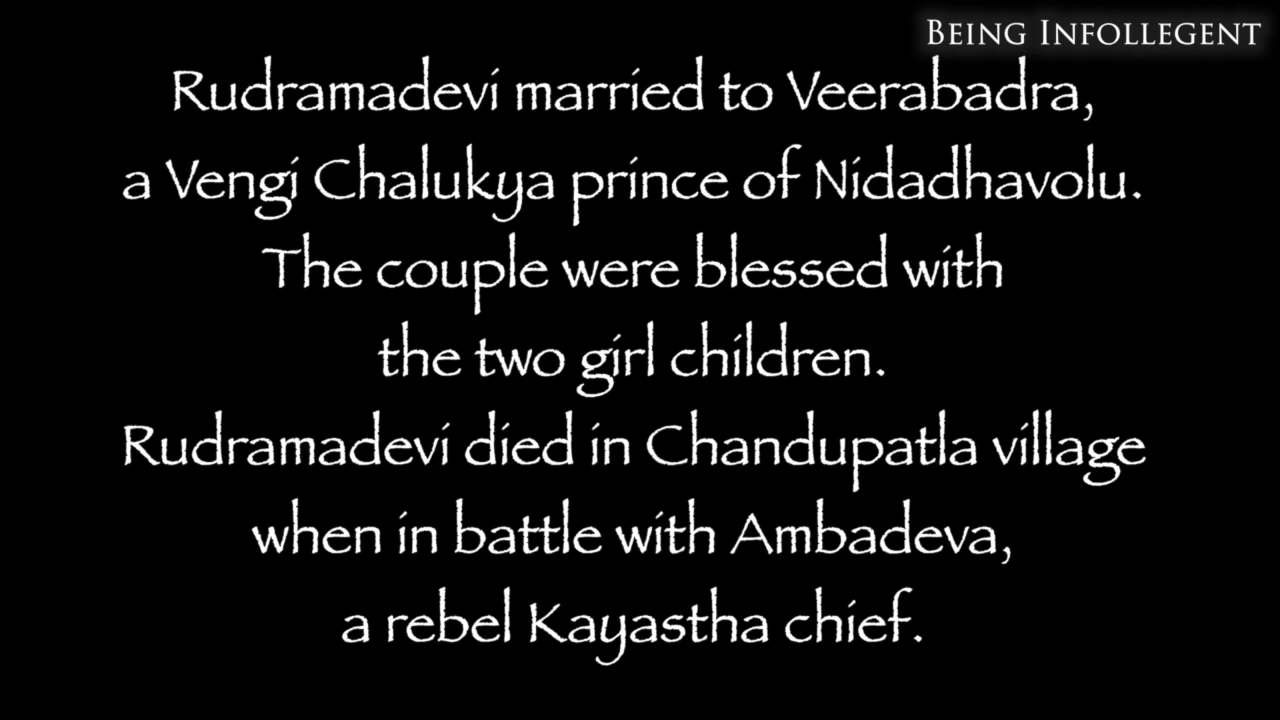 Being Infollegent
Rudramadevi married to Veerabadra,
a Vengi Chalukya prince of Nidadhavolu.
The couple were blessed with
the two girl children.
Rudramadevi died in Chandupatla village
when in battle with Ambadeva,
a rebel Kayastha chief.